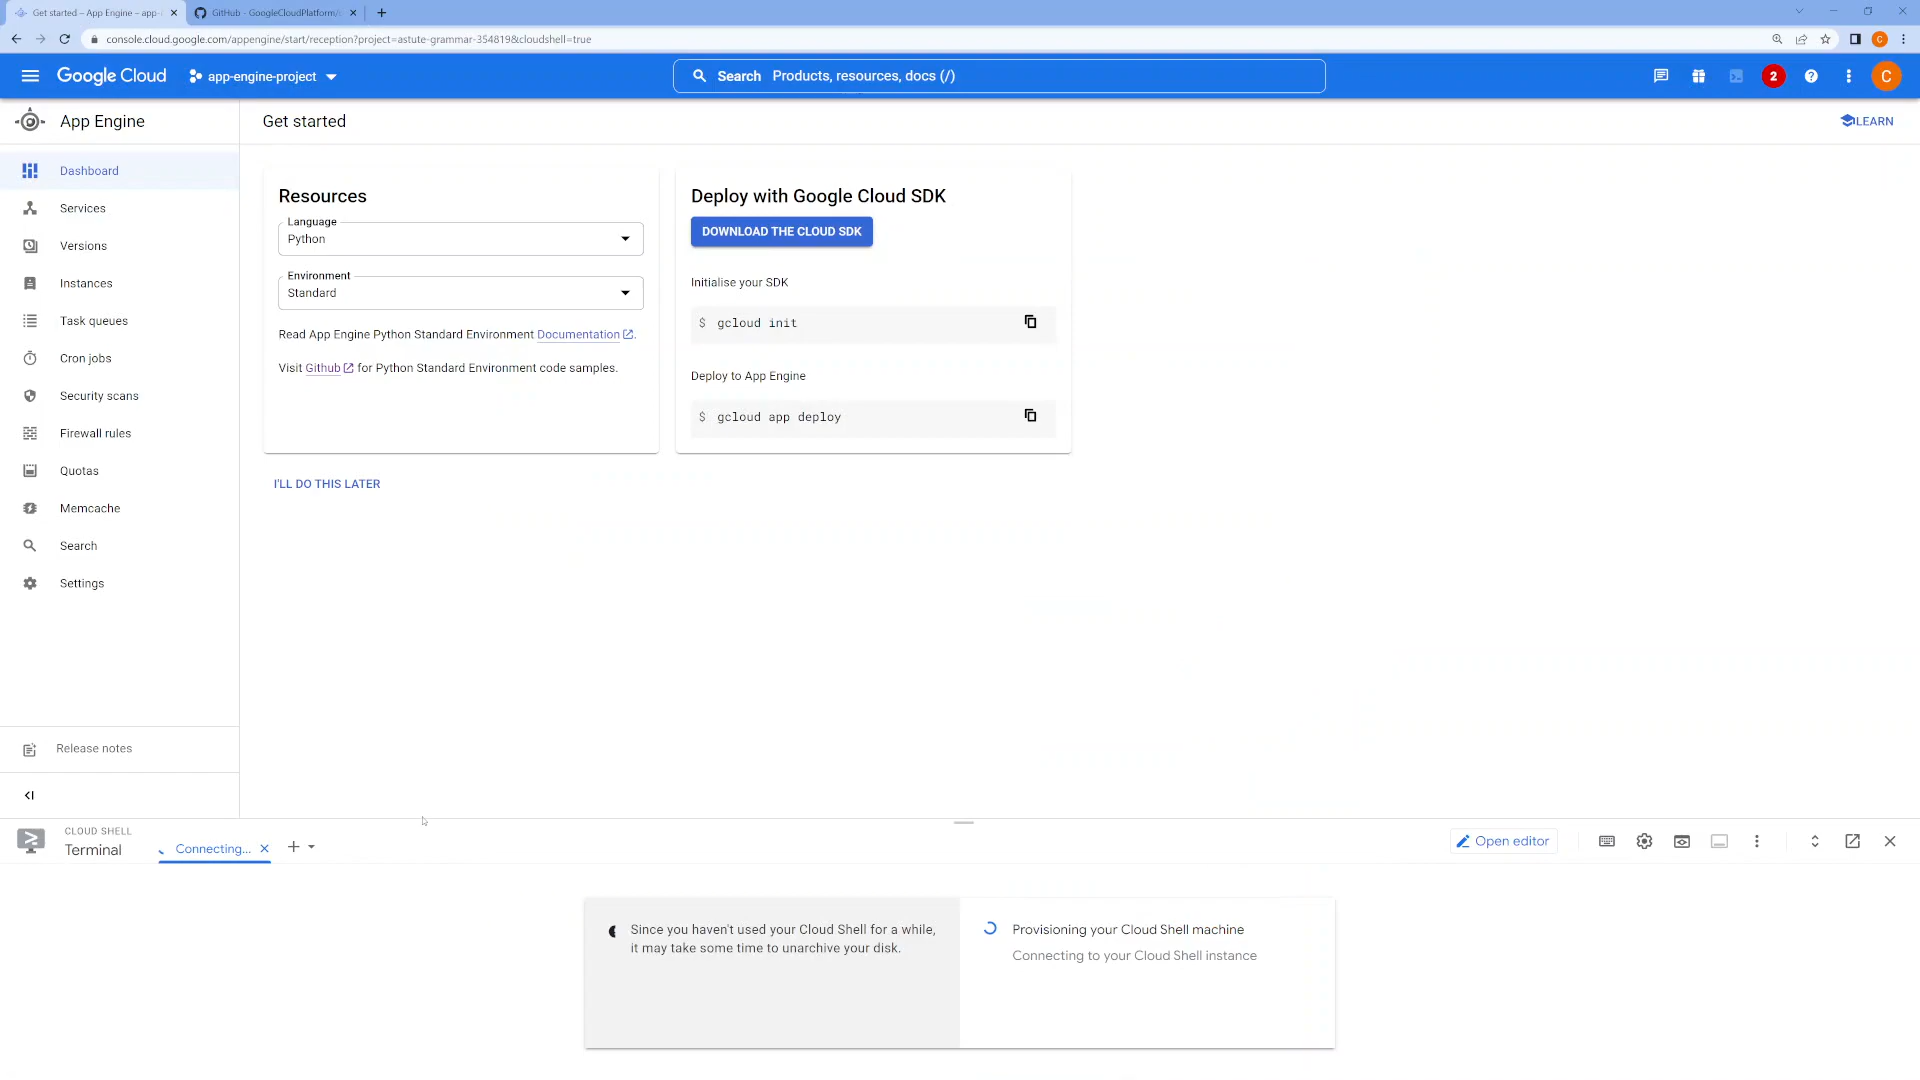 Get started – App Engine – app-
GitHub - GoogleCloudPlatform/
console.cloud.google.com/appengine/start/reception?project=astute-grammar-354819&cloudshell=true
C
Google Cloud
app-engine-project
Search Products, resources, docs (/)
2
C
App Engine
Get started
LEARN
Dashboard
Services
Versions
Instances
Task queues
Cron jobs
Security scans
Firewall rules
Quotas
Memcache
Search
Settings
Release notes
Resources
Language
Python
Environment
Standard
Read App Engine Python Standard Environment Documentation.
Visit Github for Python Standard Environment code samples.
Deploy with Google Cloud SDK
DOWNLOAD THE CLOUD SDK
Initialise your SDK
$ gcloud init
Deploy to App Engine
$ gcloud app deploy
I'LL DO THIS LATER
CLOUD SHELL
Terminal
Connecting...
Open editor
Since you haven't used your Cloud Shell for a while,
it may take some time to unarchive your disk.
Provisioning your Cloud Shell machine
Connecting to your Cloud Shell instance